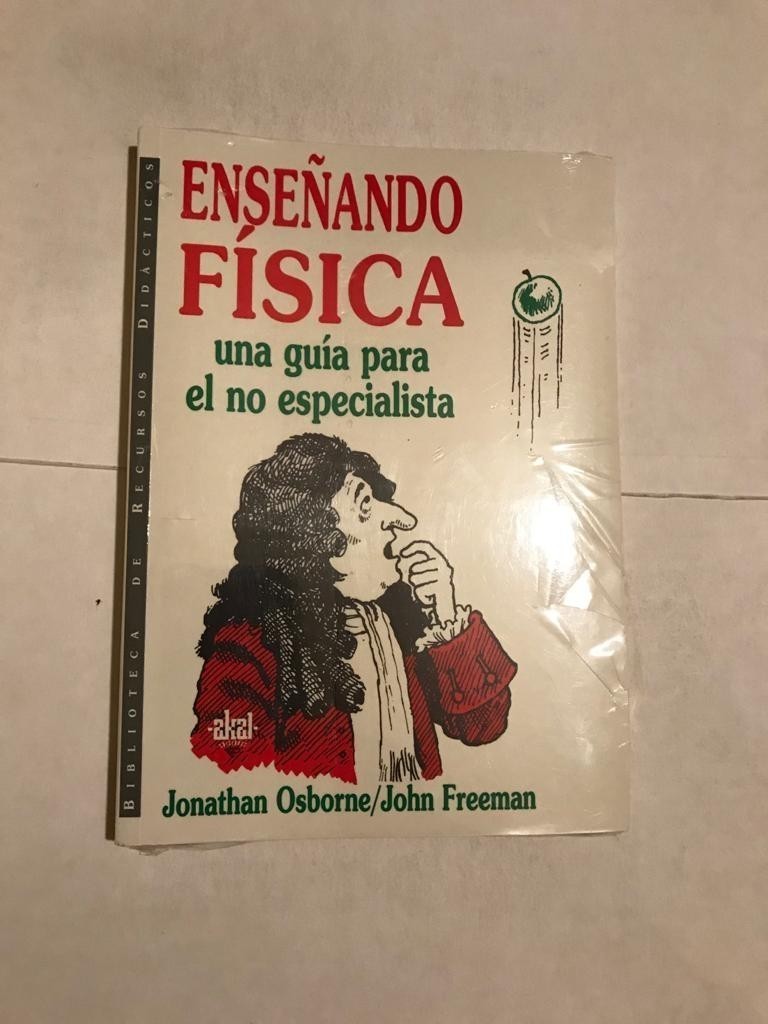 BIBLIOTECA DE RECURSOS DIDÁCTICOS
ENSEÑANDO
FÍSICA
una guía para
el no especialista
akal
Jonathan Osborne/John Freeman